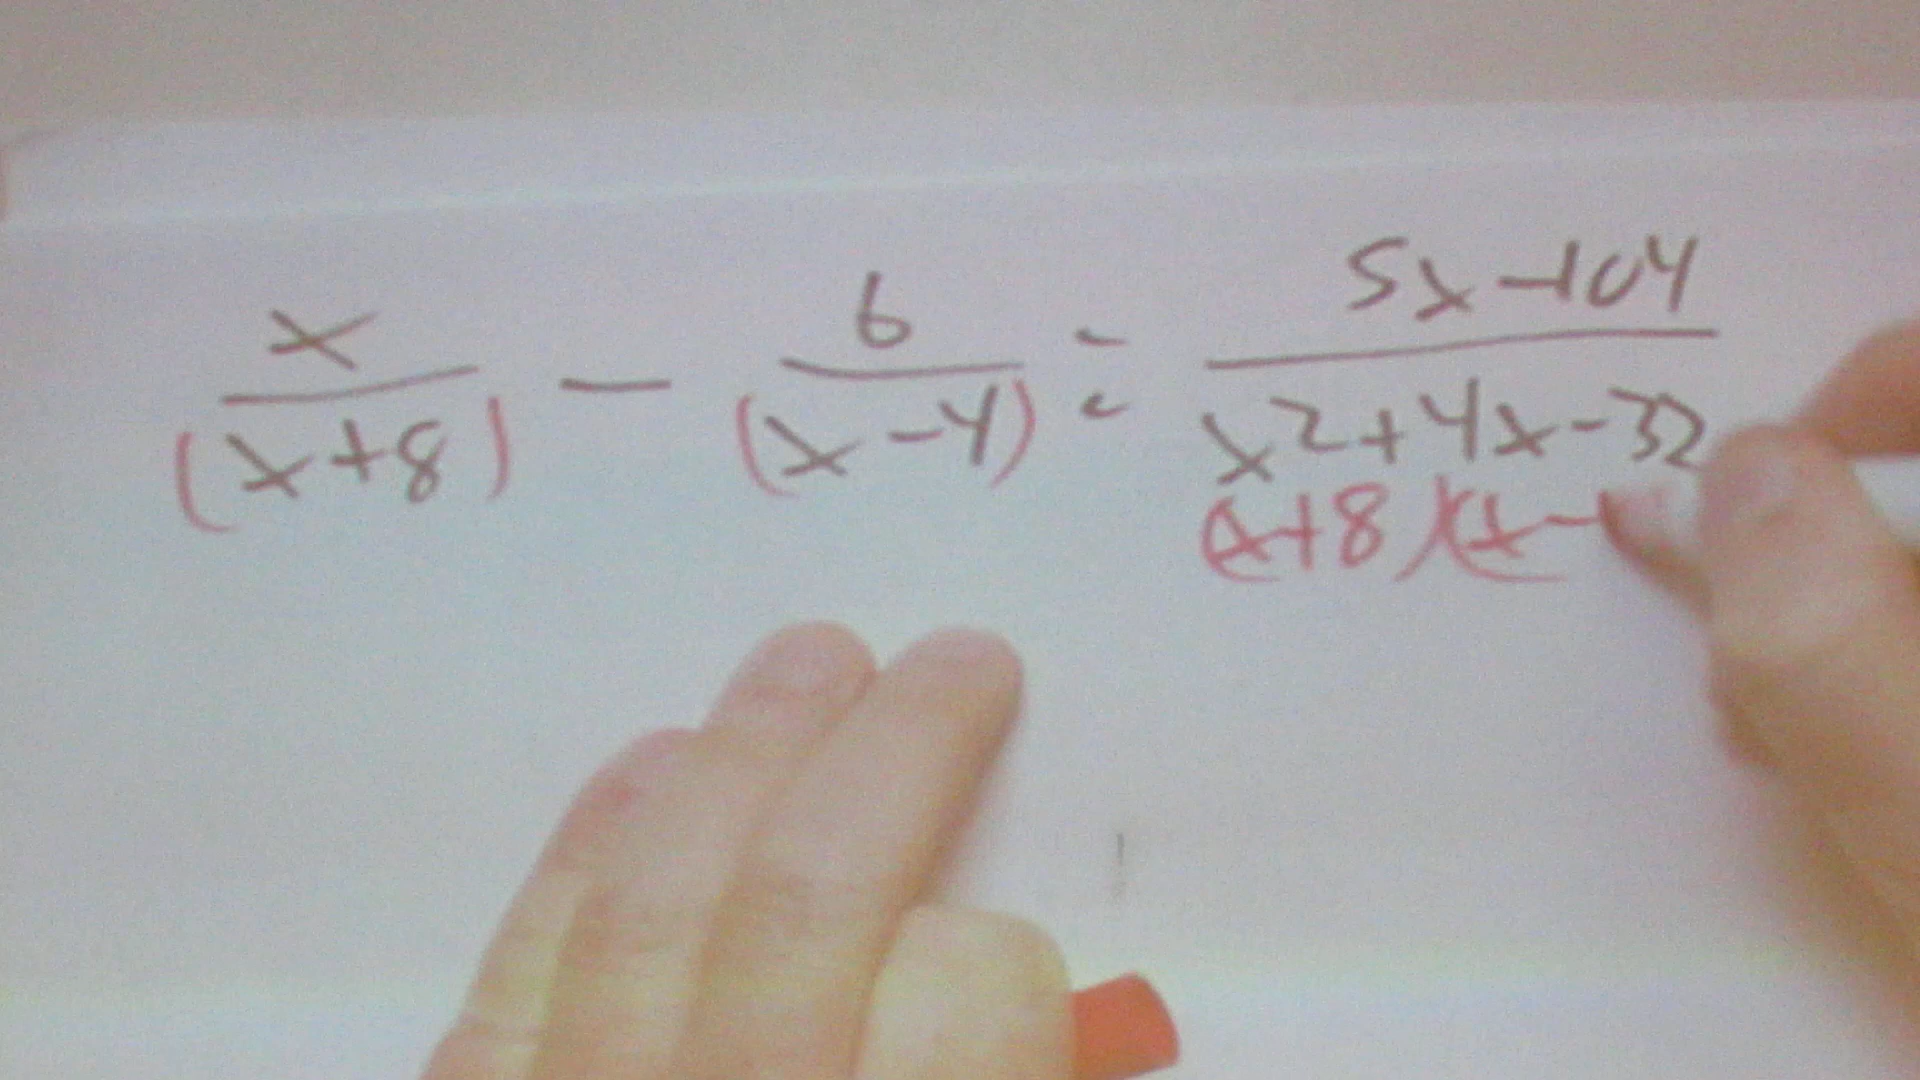 x/(x+8) - 6/(x-4) = 5x-104/x2+4x-32
(x+8)(x-